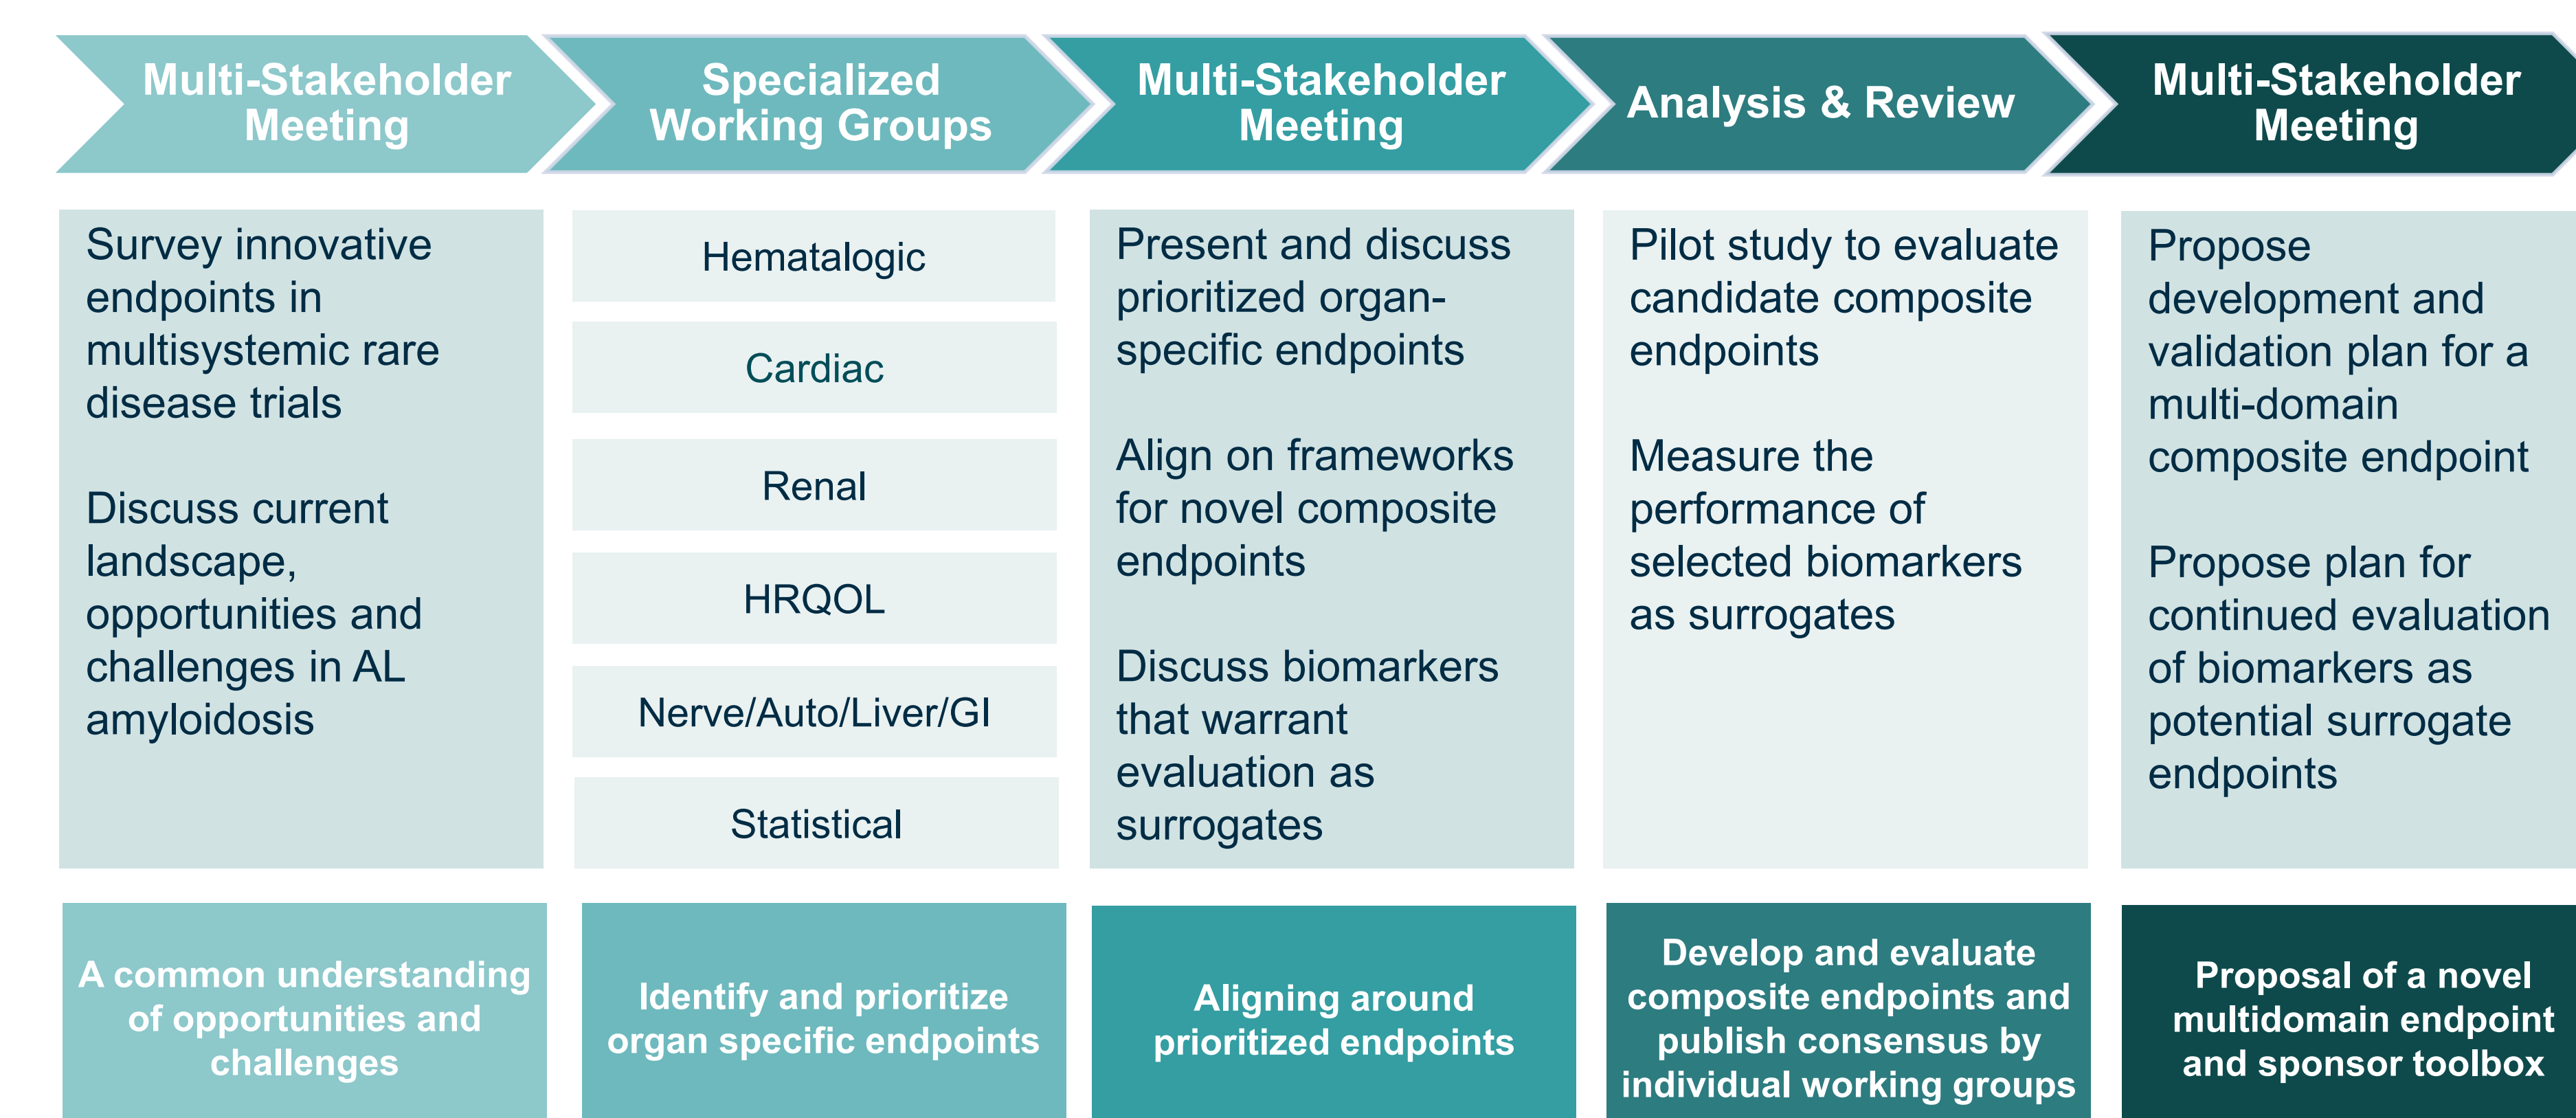 Multi-Stakeholder
Meeting
Specialized
Working Groups
Multi-Stakeholder
Meeting
Analysis & Review
Multi-Stakeholder
Meeting
Survey innovative
endpoints in
multisystemic rare
disease trials
Discuss current
landscape,
opportunities and
challenges in AL
amyloidosis
Hematalogic
Cardiac
Renal
HRQOL
Nerve/Auto/Liver/GI
Statistical
Present and discuss
prioritized organ-
specific endpoints
Align on frameworks
for novel composite
endpoints
Discuss biomarkers
that warrant
evaluation as
surrogates
Pilot study to evaluate
candidate composite
endpoints
Measure the
performance of
selected biomarkers
as surrogates
Propose
development and
validation plan for a
multi-domain
composite endpoint
Propose plan for
continued evaluation
of biomarkers as
potential surrogate
endpoints
A common understanding
of opportunities and
challenges
Identify and prioritize
organ specific endpoints
Aligning around
prioritized endpoints
Develop and evaluate
composite endpoints and
publish consensus by
individual working groups
Proposal of a novel
multidomain endpoint
and sponsor toolbox